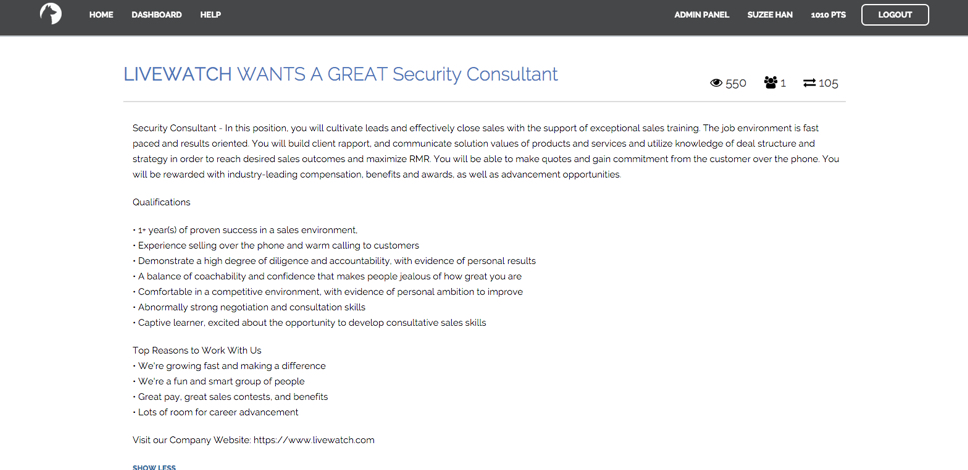 HOME DASHBOARD HELP ADMIN PANEL SUZEE HAN 1010 PTS LOGOUT
LIVEWATCH WANTS A GREAT Security Consultant
550 1 105
Security Consultant - In this position, you will cultivate leads and effectively close sales with the support of exceptional sales training. The job environment is fast
paced and results oriented. You will build client rapport, and communicate solution values of products and services and utilize knowledge of deal structure and
strategy in order to reach desired sales outcomes and maximize RMR. You will be able to make quotes and gain commitment from the customer over the phone. You
will be rewarded with industry-leading compensation, benefits and awards, as well as advancement opportunities.
Qualifications
• 1+ year(s) of proven success in a sales environment,
• Experience selling over the phone and warm calling to customers
• Demonstrate a high degree of diligence and accountability, with evidence of personal results
• A balance of coachability and confidence that makes people jealous of how great you are
• Comfortable in a competitive environment, with evidence of personal ambition to improve
• Abnormally strong negotiation and consultation skills
• Captive learner, excited about the opportunity to develop consultative sales skills
Top Reasons to Work With Us
• We're growing fast and making a difference
• We're a fun and smart group of people
• Great pay, great sales contests, and benefits
• Lots of room for career advancement
Visit our Company Website: https://www.livewatch.com
SHOW LESS